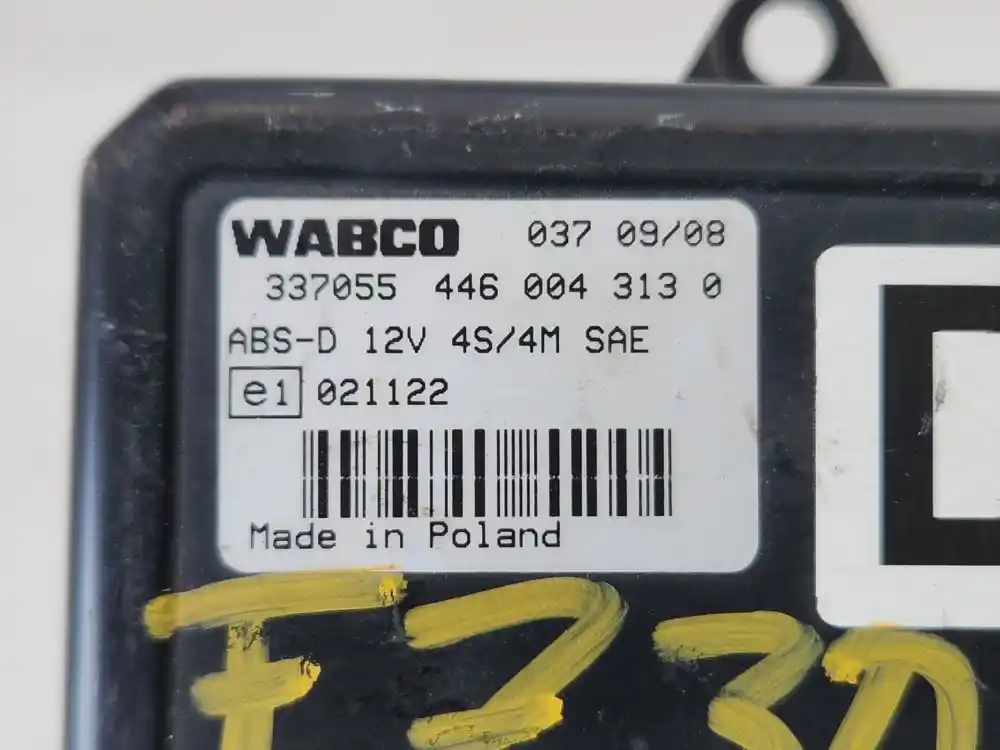 WABCO 037 09/08
337055 446 004 313 0
ABS-D 12V 4S/4M SAE
e1 021122
Made in Poland